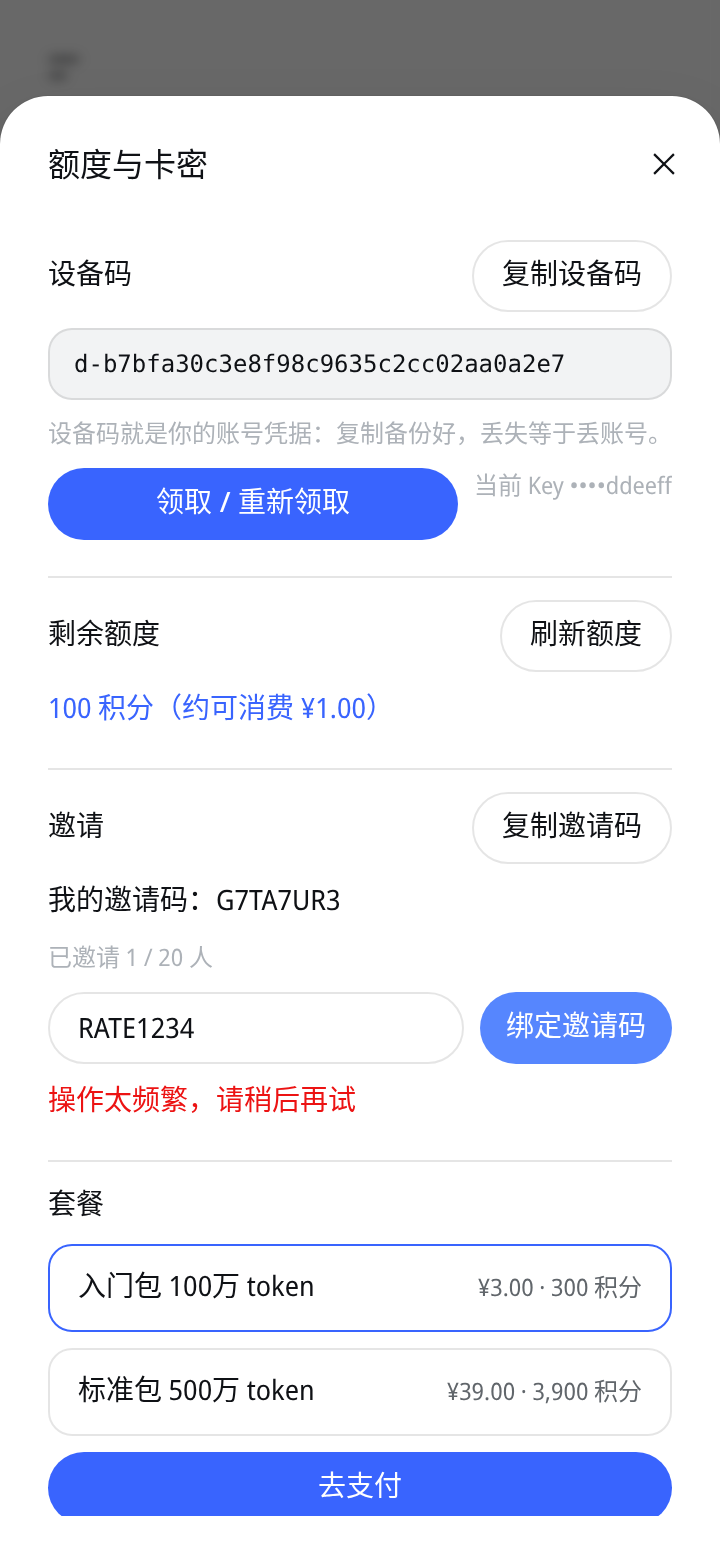 额度与卡密
设备码
复制设备码
d-b7bfa30c3e8f98c9635c2cc02aa0a2e7
设备码就是你的账号凭据：复制备份好，丢失等于丢账号。
领取 / 重新领取
当前 Key ••••ddeeff
剩余额度
刷新额度
100 积分（约可消费 ¥1.00）
邀请
复制邀请码
我的邀请码：G7TA7UR3
已邀请 1 / 20 人
RATE1234
绑定邀请码
操作太频繁，请稍后再试
套餐
入门包 100万 token
¥3.00 · 300 积分
标准包 500万 token
¥39.00 · 3,900 积分
去支付